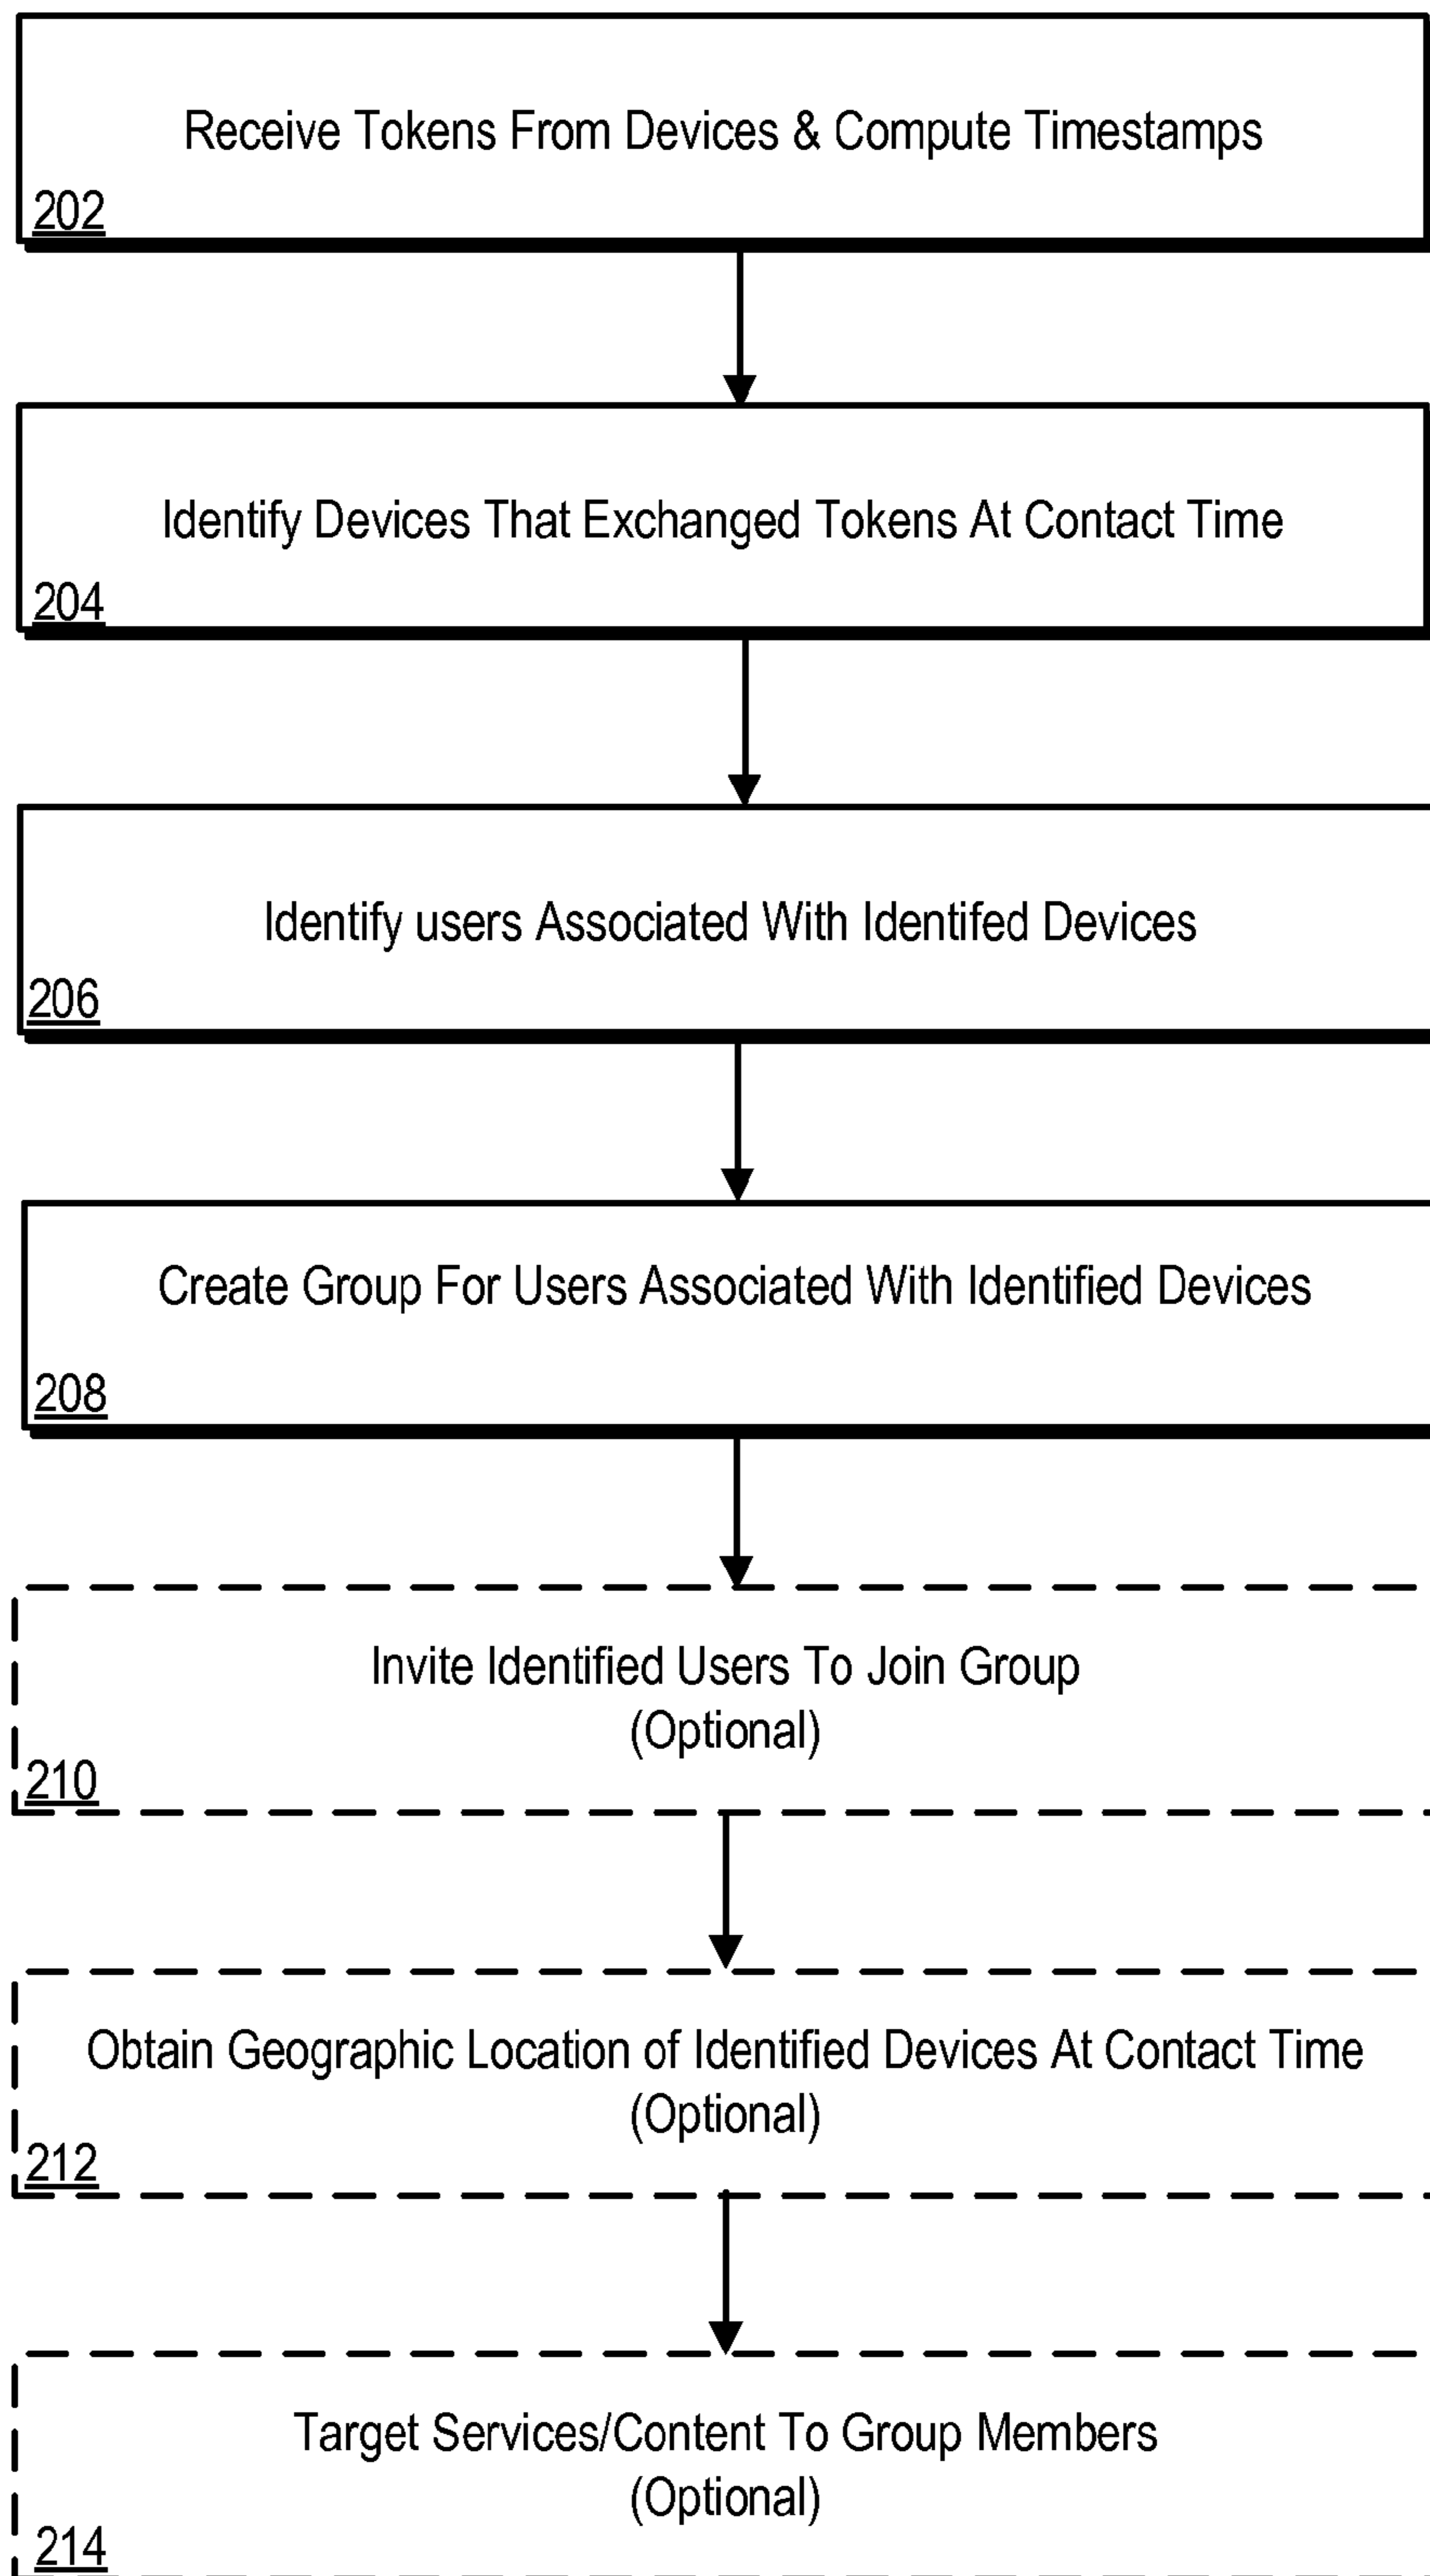 Receive Tokens From Devices & Compute Timestamps
202
Identify Devices That Exchanged Tokens At Contact Time
204
Identify users Associated With Identifed Devices
206
Create Group For Users Associated With Identified Devices
208
Invite Identified Users To Join Group
(Optional)
210
Obtain Geographic Location of Identified Devices At Contact Time
(Optional)
212
Target Services/Content To Group Members
(Optional)
214